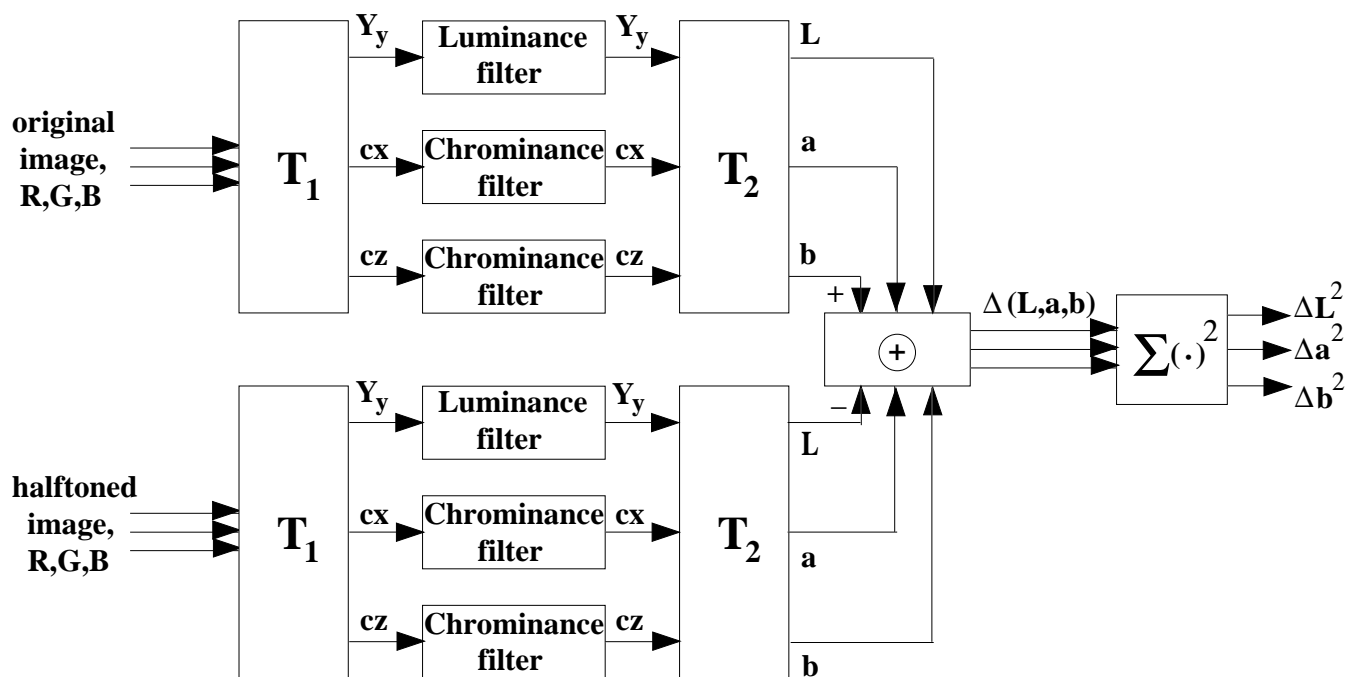 original
image,
R,G,B
T1
Yy
Luminance
filter
Yy
cx
Chrominance
filter
cx
cz
Chrominance
filter
cz
T2
L
a
b
+
+
−
Δ(L,a,b)
∑(·)²
ΔL²
Δa²
Δb²
halftoned
image,
R,G,B
T1
Yy
Luminance
filter
Yy
cx
Chrominance
filter
cx
cz
Chrominance
filter
cz
T2
L
a
b